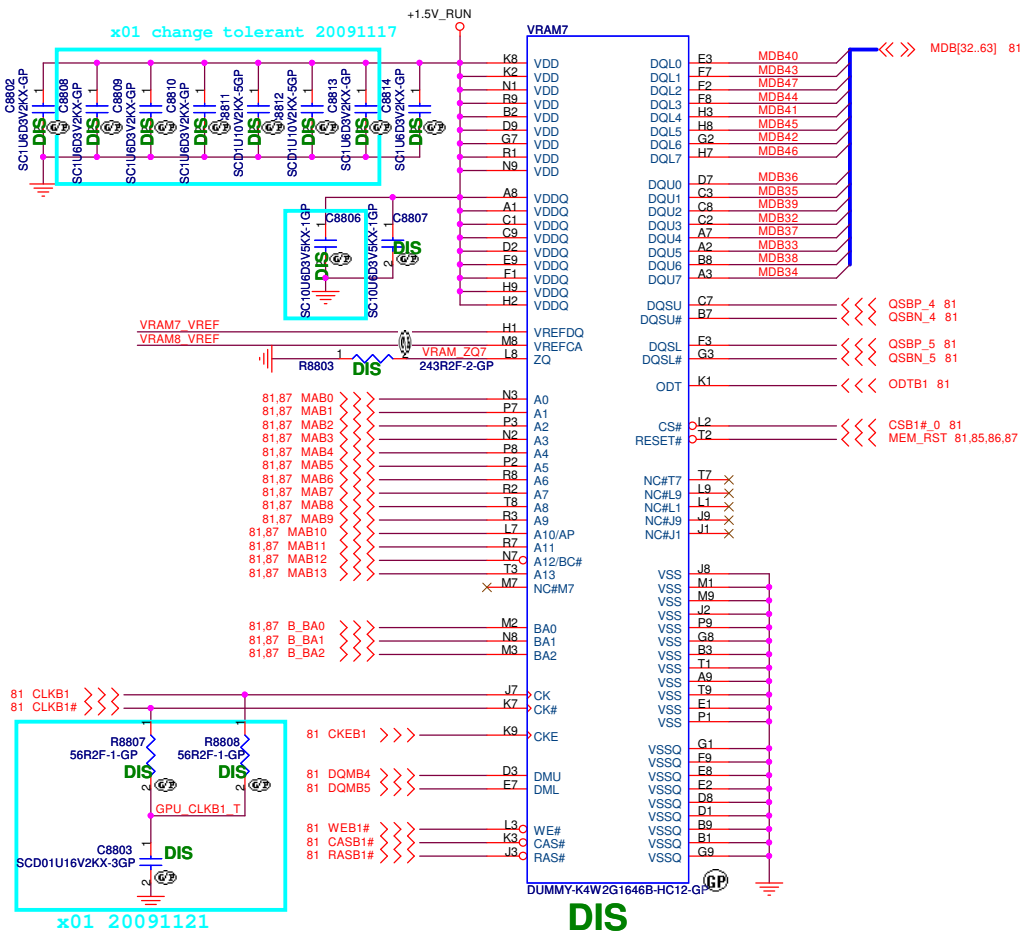 +1.5V_RUN
x01 change tolerant 20091117
VRAM7
C8802
SC1U6D3V2KX-GP
DIS
C8808
SC1U6D3V2KX-GP
DIS
C8809
SC1U6D3V2KX-GP
DIS
C8810
SC1U6D3V2KX-GP
DIS
C8811
SCD1U10V2KX-5GP
DIS
C8812
SCD1U10V2KX-5GP
DIS
C8813
SC1U6D3V2KX-GP
DIS
C8814
SC1U6D3V2KX-GP
DIS
C8806
SC10U6D3V5KX-1GP
DIS
C8807
SC10U6D3V5KX-1GP
DIS
K8 VDD
K2 VDD
N1 VDD
R9 VDD
B2 VDD
D9 VDD
G7 VDD
R1 VDD
N9 VDD
A8 VDDQ
A1 VDDQ
C1 VDDQ
C9 VDDQ
D2 VDDQ
E9 VDDQ
F1 VDDQ
H9 VDDQ
H2 VDDQ
VRAM7_VREF H1 VREFDQ
VRAM8_VREF M8 VREFCA
1 2 VRAM_ZQ7 L8 ZQ
R8803 DIS 243R2F-2-GP
81,87 MAB0 N3 A0
81,87 MAB1 P7 A1
81,87 MAB2 P3 A2
81,87 MAB3 N2 A3
81,87 MAB4 P8 A4
81,87 MAB5 P2 A5
81,87 MAB6 R8 A6
81,87 MAB7 R2 A7
81,87 MAB8 T8 A8
81,87 MAB9 R3 A9
81,87 MAB10 L7 A10/AP
81,87 MAB11 R7 A11
81,87 MAB12 N7 A12/BC#
81,87 MAB13 T3 A13
M7 NC#M7
81,87 B_BA0 M2 BA0
81,87 B_BA1 N8 BA1
81,87 B_BA2 M3 BA2
81 CLKB1 J7 CK
81 CLKB1# K7 CK#
81 CKEB1 K9 CKE
81 DQMB4 D3 DMU
81 DQMB5 E7 DML
81 WEB1# L3 WE#
81 CASB1# K3 CAS#
81 RASB1# J3 RAS#
R8807
56R2F-1-GP
DIS
R8808
56R2F-1-GP
DIS
GPU_CLKB1_T
C8803
SCD01U16V2KX-3GP
DIS
x01 20091121
MDB[32..63] 81
DQL0 E3 MDB40
DQL1 F7 MDB43
DQL2 F2 MDB47
DQL3 F8 MDB44
DQL4 H3 MDB41
DQL5 H8 MDB45
DQL6 G2 MDB42
DQL7 H7 MDB46
DQU0 D7 MDB36
DQU1 C3 MDB35
DQU2 C8 MDB39
DQU3 C2 MDB32
DQU4 A7 MDB37
DQU5 A2 MDB33
DQU6 B8 MDB38
DQU7 A3 MDB34
DQSU C7 QSBP_4 81
DQSU# B7 QSBN_4 81
DQSL F3 QSBP_5 81
DQSL# G3 QSBN_5 81
ODT K1 ODTB1 81
CS# L2 CSB1#_0 81
RESET# T2 MEM_RST 81,85,86,87
NC#T7 T7
NC#L9 L9
NC#L1 L1
NC#J9 J9
NC#J1 J1
VSS J8
VSS M1
VSS M9
VSS J2
VSS P9
VSS G8
VSS B3
VSS T1
VSS A9
VSS T9
VSS E1
VSS P1
VSSQ G1
VSSQ F9
VSSQ E8
VSSQ E2
VSSQ D8
VSSQ D1
VSSQ B9
VSSQ B1
VSSQ G9
DUMMY-K4W2G1646B-HC12-GP
GP
DIS